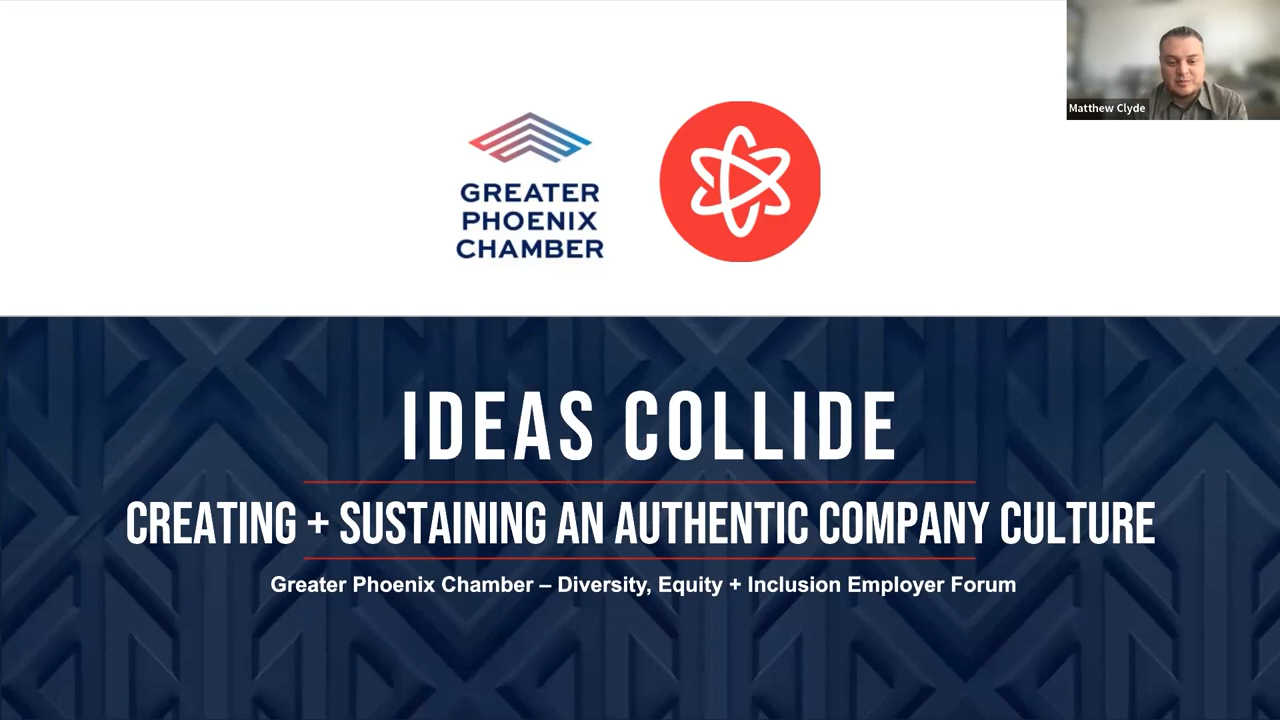 Matthew Clyde
GREATER
PHOENIX
CHAMBER
IDEAS COLLIDE
CREATING + SUSTAINING AN AUTHENTIC COMPANY CULTURE
Greater Phoenix Chamber – Diversity, Equity + Inclusion Employer Forum